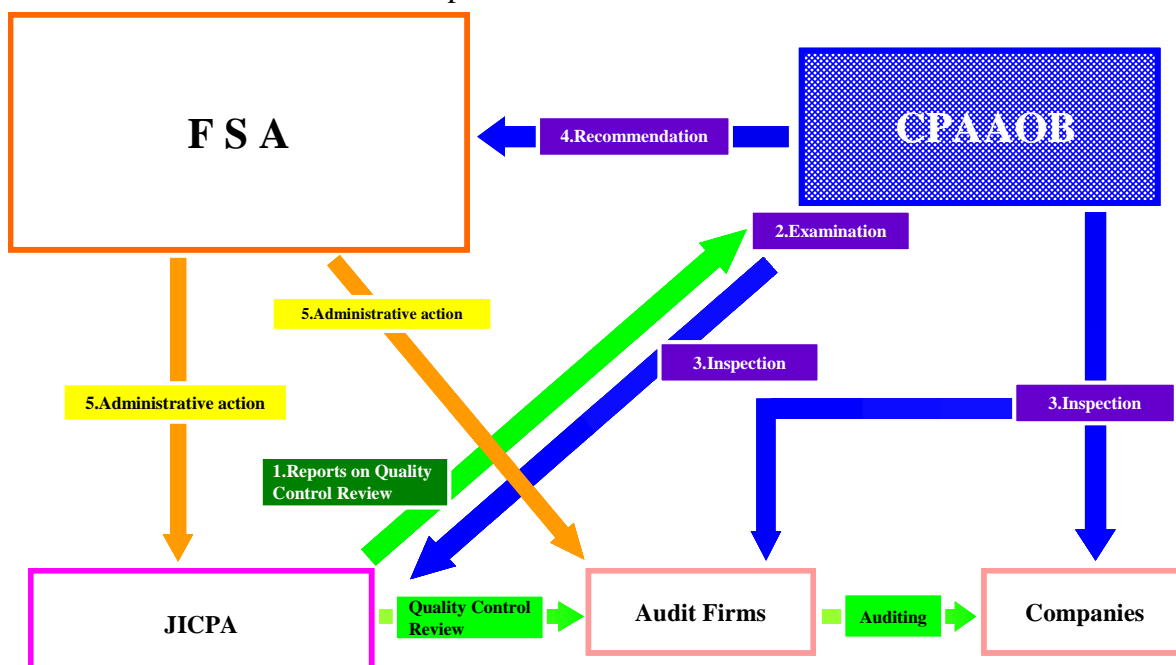 F S A
CPAAOB
4.Recommendation
2.Examination
5.Administrative action
3.Inspection
5.Administrative action
3.Inspection
1.Reports on Quality
Control Review
JICPA
Quality Control
Review
Audit Firms
Auditing
Companies